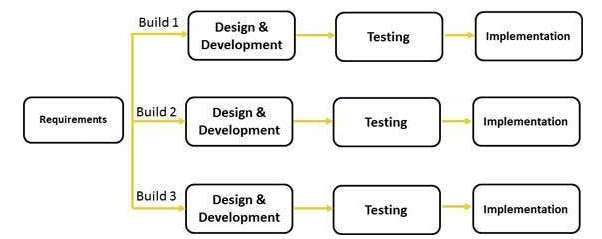 Build 1
Design &
Development
Testing
Implementation
Requirements
Build 2
Design &
Development
Testing
Implementation
Build 3
Design &
Development
Testing
Implementation